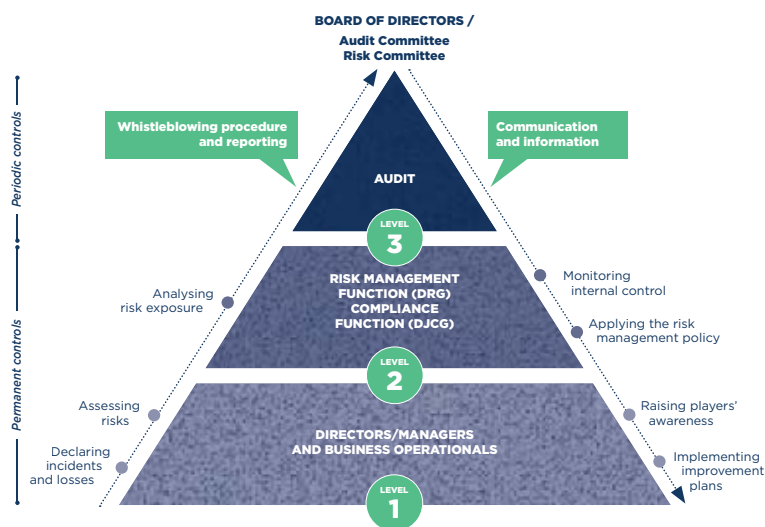 BOARD OF DIRECTORS /
Audit Committee
Risk Committee
Periodic controls
Whistleblowing procedure
and reporting
Communication
and information
AUDIT
LEVEL
3
Permanent controls
Analysing
risk exposure
RISK MANAGEMENT
FUNCTION (DRG)
COMPLIANCE
FUNCTION (DJCG)
Monitoring
internal control
Applying the risk
management policy
LEVEL
2
Assessing
risks
Declaring
incidents
and losses
DIRECTORS/MANAGERS
AND BUSINESS OPERATIONALS
Raising players’
awareness
Implementing
improvement
plans
LEVEL
1